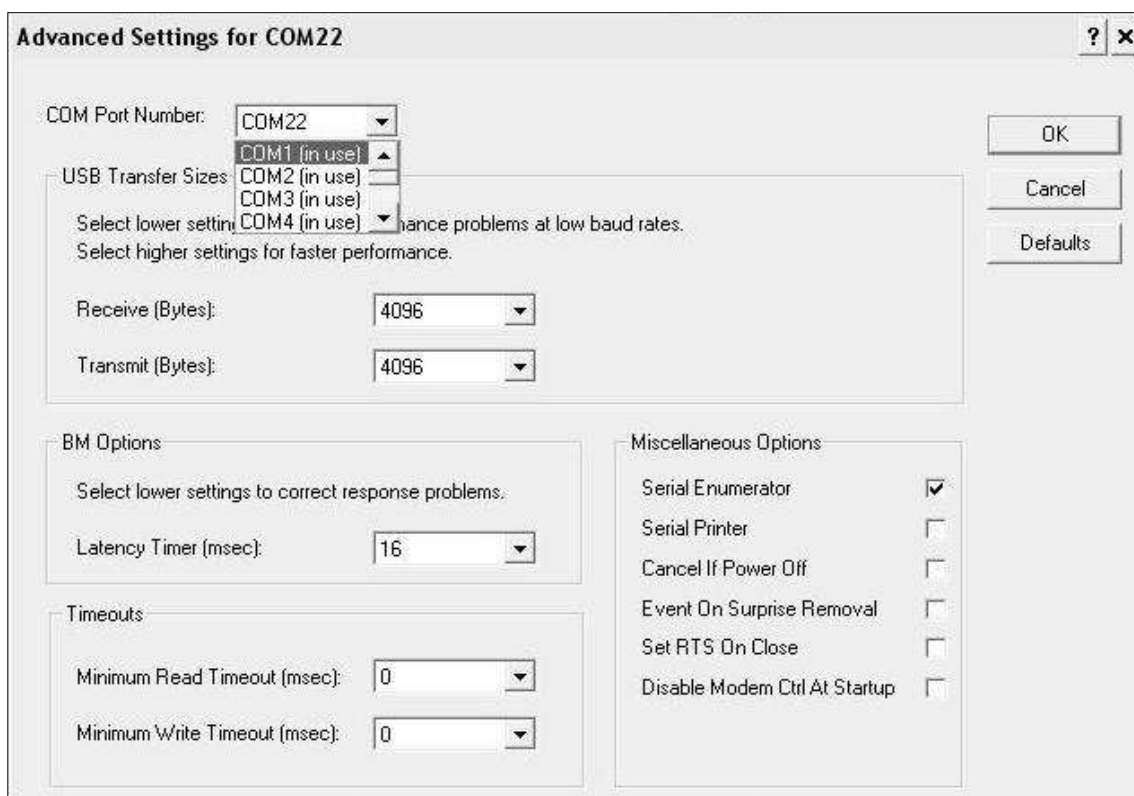 Advanced Settings for COM22
? ×
COM Port Number:
COM22
COM1 (in use)
COM2 (in use)
COM3 (in use)
COM4 (in use)
OK
Cancel
Defaults
USB Transfer Sizes
Select lower settin mance problems at low baud rates.
Select higher settings for faster performance.
Receive (Bytes):
4096
Transmit (Bytes):
4096
BM Options
Select lower settings to correct response problems.
Latency Timer (msec):
16
Timeouts
Minimum Read Timeout (msec):
0
Minimum Write Timeout (msec):
0
Miscellaneous Options
Serial Enumerator
Serial Printer
Cancel If Power Off
Event On Surprise Removal
Set RTS On Close
Disable Modem Ctrl At Startup